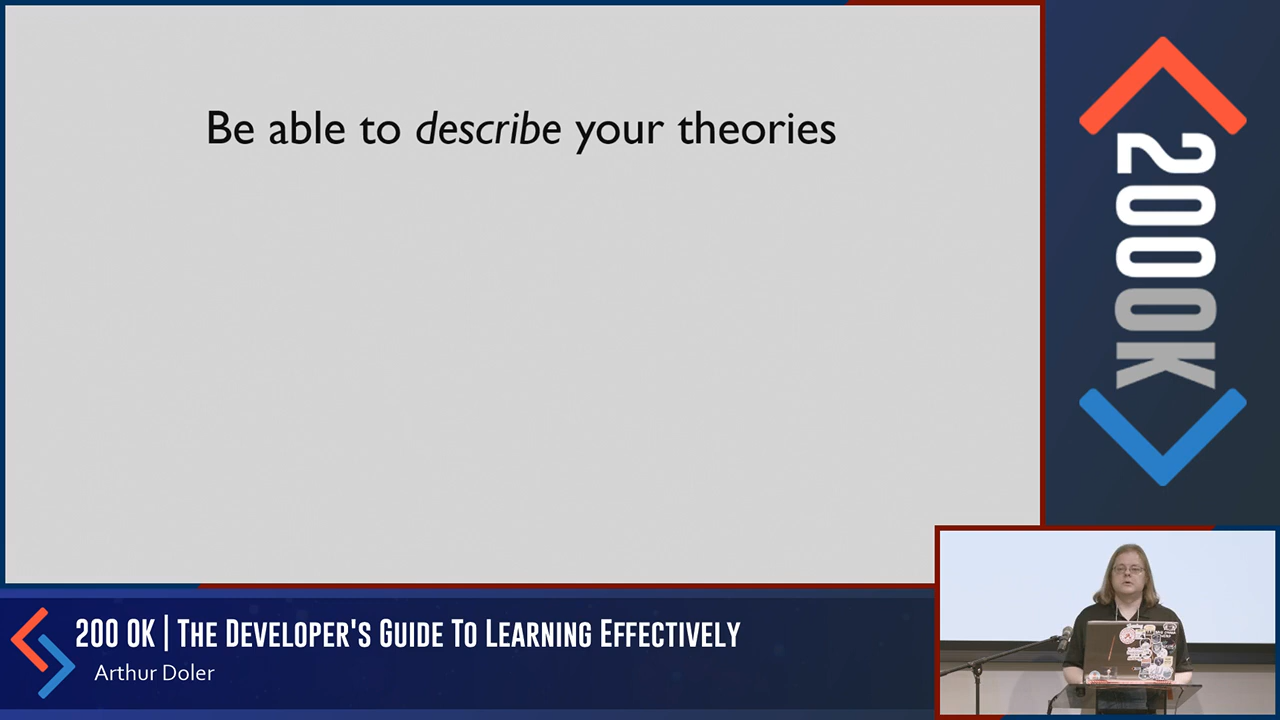 Be able to describe your theories
200OK
200 OK | The Developer's Guide To Learning Effectively
Arthur Doler